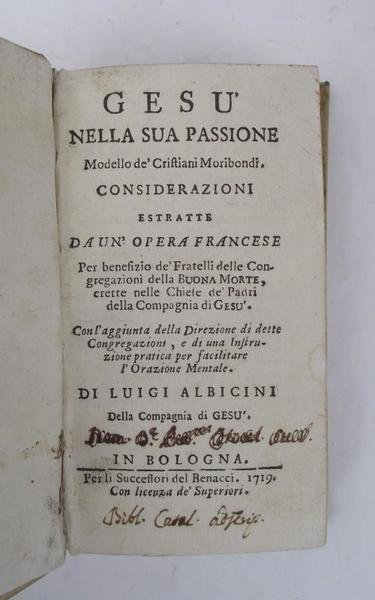 GESU'
NELLA SUA PASSIONE
Modello de' Cristiani Moribondi.
CONSIDERAZIONI
ESTRATTE
DA UN' OPERA FRANCESE
Per benefizio de' Fratelli delle Con-
gregazioni della BUONA MORTE,
erette nelle Chiese de' Padri
della Compagnia di GESU'.
Con l'aggiunta della Direzione di dette
Congregazioni, e di una Instru-
zione pratica per facilitare
l'Orazione Mentale.
DI LUIGI ALBICINI
Della Compagnia di GESU'.
IN BOLOGNA.
Per li Successori del Benacci. 1719.
Con licenza de' Superiori.
Bibl.